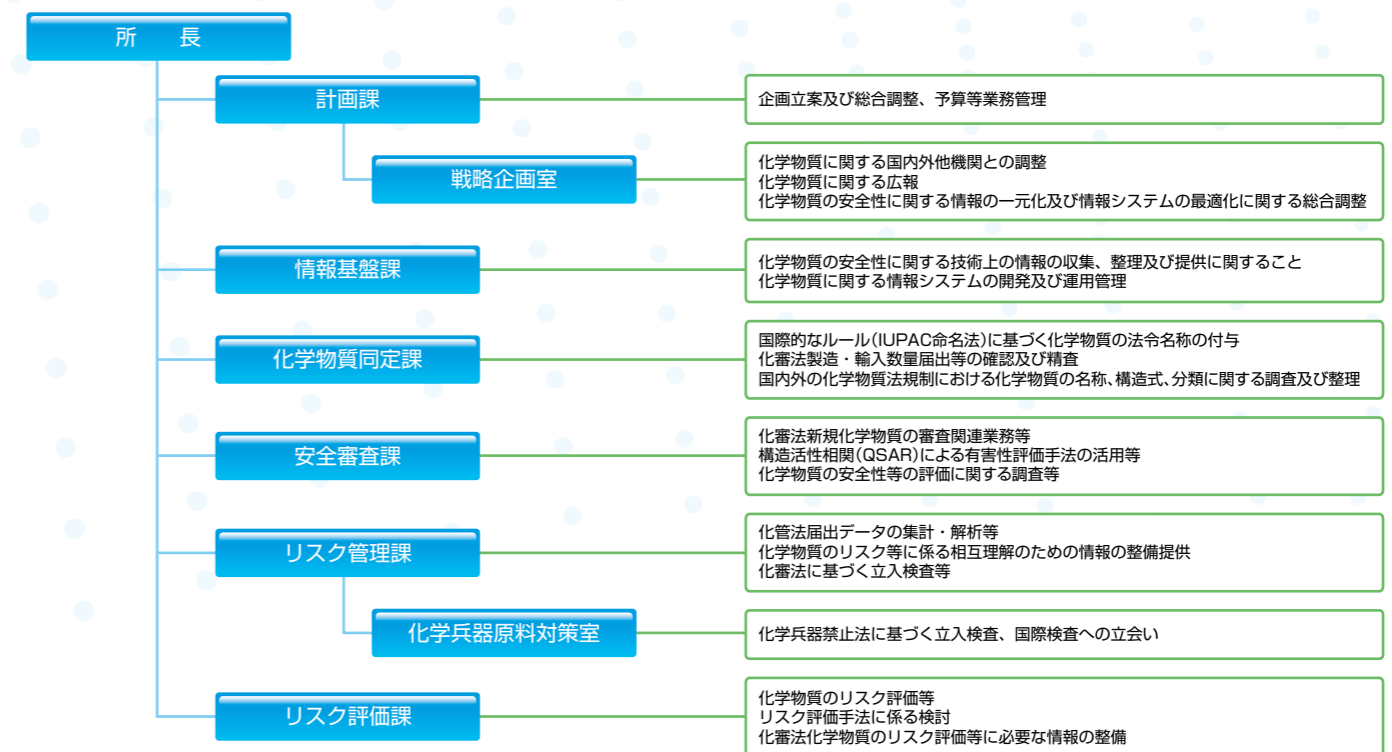 所　長
計画課
企画立案及び総合調整、予算等業務管理
戦略企画室
化学物質に関する国内外他機関との調整
化学物質に関する広報
化学物質の安全性に関する情報の一元化及び情報システムの最適化に関する総合調整
情報基盤課
化学物質の安全性に関する技術上の情報の収集、整理及び提供に関すること
化学物質に関する情報システムの開発及び運用管理
化学物質同定課
国際的なルール(IUPAC命名法)に基づく化学物質の法令名称の付与
化審法製造・輸入数量届出等の確認及び精査
国内外の化学物質法規制における化学物質の名称、構造式、分類に関する調査及び整理
安全審査課
化審法新規化学物質の審査関連業務等
構造活性相関(QSAR)による有害性評価手法の活用等
化学物質の安全性等の評価に関する調査等
リスク管理課
化管法届出データの集計・解析等
化学物質のリスク等に係る相互理解のための情報の整備提供
化審法に基づく立入検査等
化学兵器原料対策室
化学兵器禁止法に基づく立入検査、国際検査への立会い
リスク評価課
化学物質のリスク評価等
リスク評価手法に係る検討
化審法化学物質のリスク評価等に必要な情報の整備